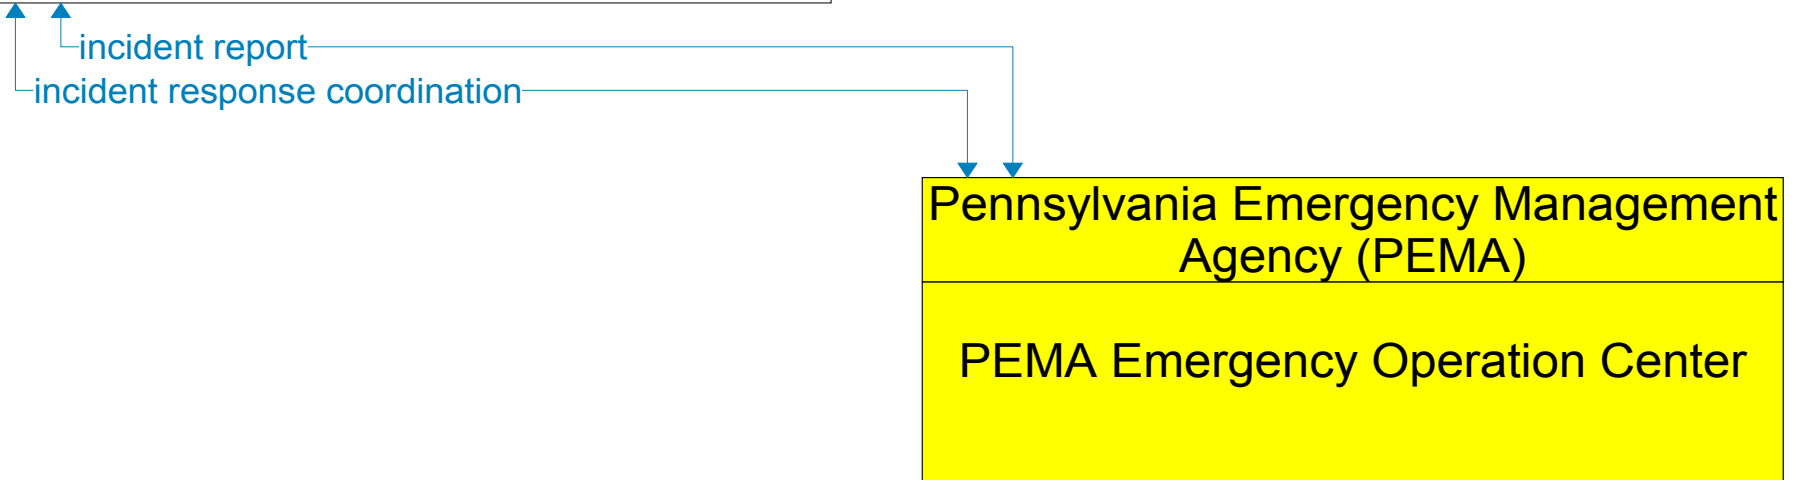 incident report
incident response coordination
Pennsylvania Emergency Management
Agency (PEMA)
PEMA Emergency Operation Center